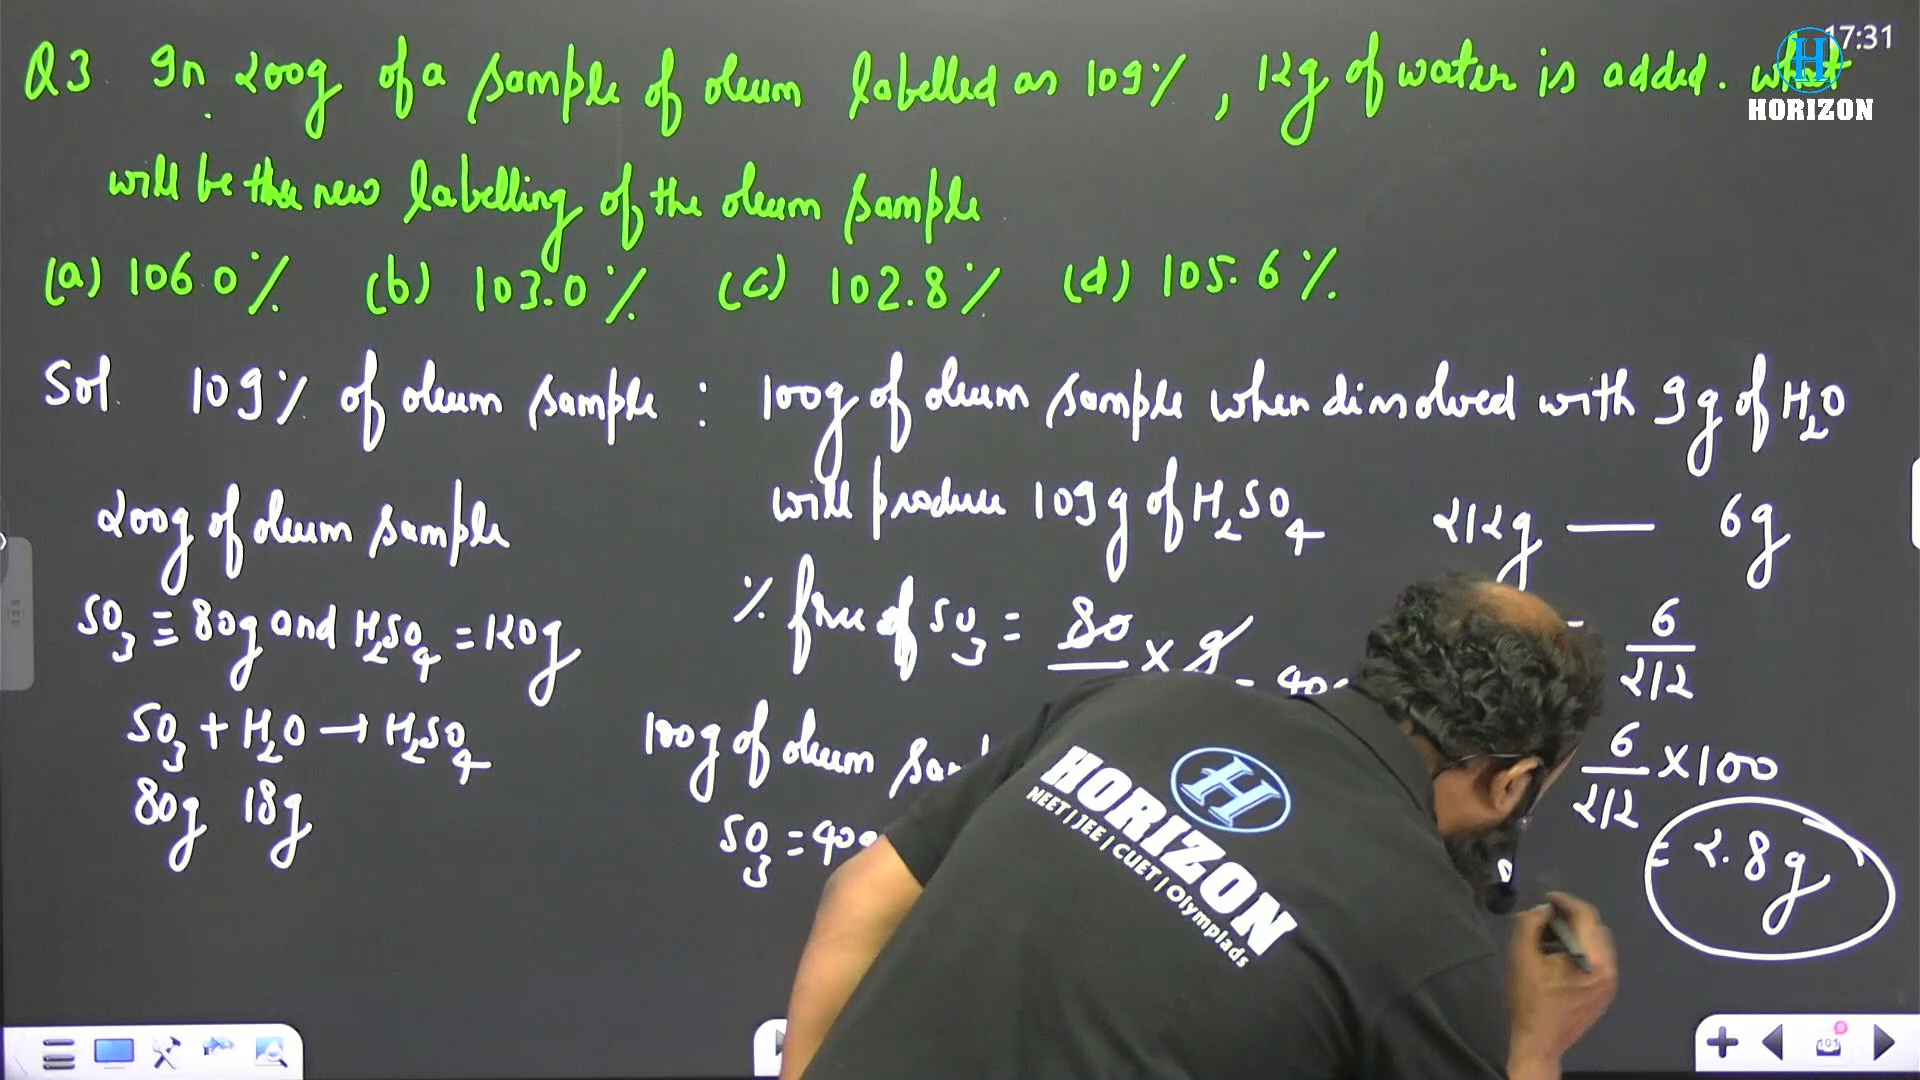 17:31
HORIZON
Q3 In 200g of a sample of oleum labelled as 109%, 12g of water is added. what
will be the new labelling of the oleum sample
(a) 106.0% (b) 103.0% (c) 102.8% (d) 105.6%
Sol. 109% of oleum sample : 100g of oleum sample when dissolved with 9g of H2O
will produce 109g of H2SO4
200g of oleum sample
SO3 ≡ 80g and H2SO4 = 120g
SO3 + H2O → H2SO4
80g 18g
% free of SO3 = 80 × 9
100g of oleum
SO3 = 40
212g — 6g
6
212
6/212 × 100
= 2.8g
HORIZON
NEET | JEE | CUET | Olympiads